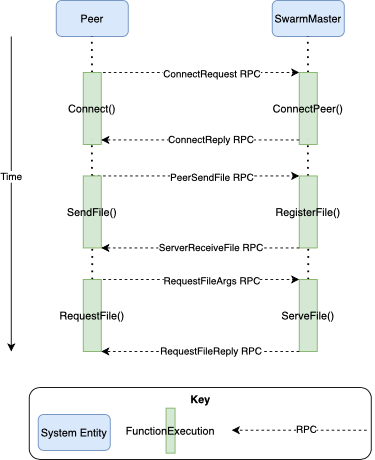 Peer
SwarmMaster
ConnectRequest RPC
Connect()
ConnectPeer()
ConnectReply RPC
Time
PeerSendFile RPC
SendFile()
RegisterFile()
ServerReceiveFile RPC
RequestFileArgs RPC
RequestFile()
ServeFile()
RequestFileReply RPC
Key
System Entity
FunctionExecution
RPC